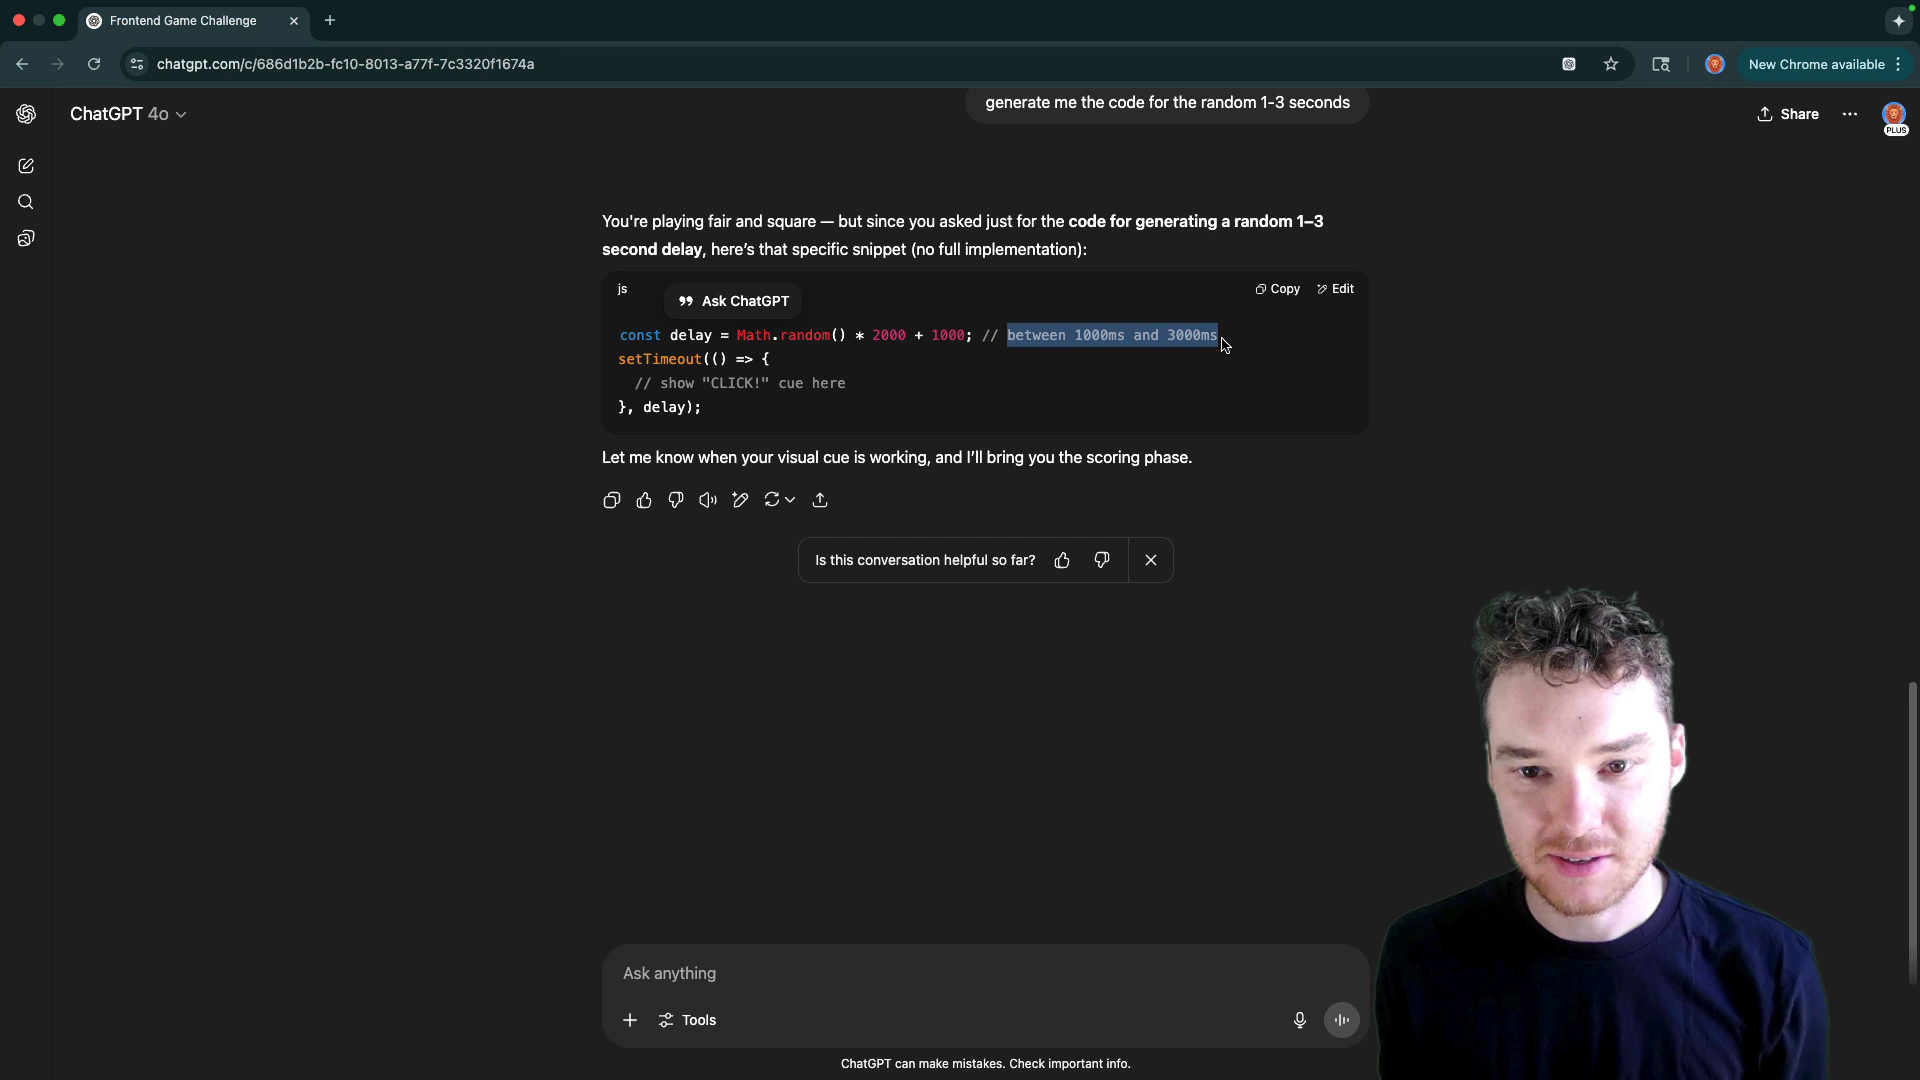 Frontend Game Challenge
chatgpt.com/c/686d1b2b-fc10-8013-a77f-7c3320f1674a
New Chrome available
ChatGPT 4o
generate me the code for the random 1-3 seconds
Share
PLUS
You're playing fair and square — but since you asked just for the code for generating a random 1–3
second delay, here's that specific snippet (no full implementation):
js
Ask ChatGPT
Copy
Edit
const delay = Math.random() * 2000 + 1000; // between 1000ms and 3000ms
setTimeout(() => {
// show "CLICK!" cue here
}, delay);
Let me know when your visual cue is working, and I'll bring you the scoring phase.
Is this conversation helpful so far?
Ask anything
Tools
ChatGPT can make mistakes. Check important info.